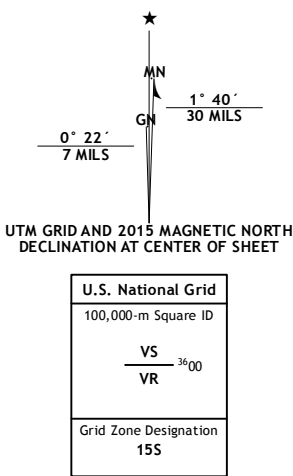 ★
MN
GN
1° 40´
30 MILS
0° 22´
7 MILS
UTM GRID AND 2015 MAGNETIC NORTH
DECLINATION AT CENTER OF SHEET
U.S. National Grid
100,000-m Square ID
VS
3600
VR
Grid Zone Designation
15S